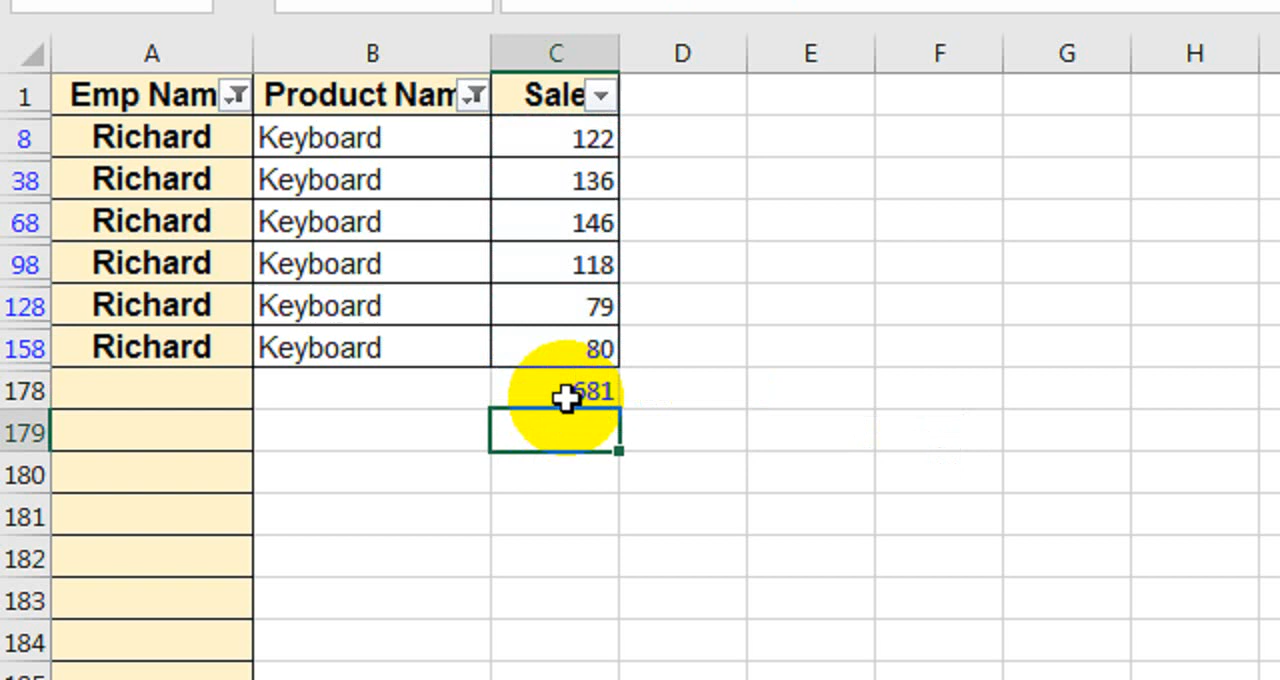 A B C D E F G H
1 Emp Nam Product Nam Sale
8 Richard Keyboard 122
38 Richard Keyboard 136
68 Richard Keyboard 146
98 Richard Keyboard 118
128 Richard Keyboard 79
158 Richard Keyboard 80
178 681
179
180
181
182
183
184